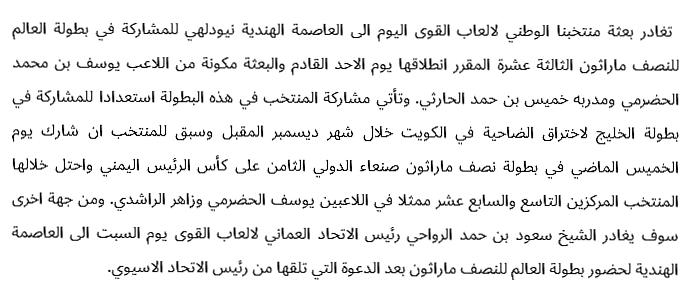 تغادر بعثة منتخبنا الوطني لالعاب القوى اليوم الى العاصمة الهندية نيودلهي للمشاركة في بطولة العالم
للنصف ماراثون الثالثة عشرة المقرر انطلاقها يوم الاحد القادم والبعثة مكونة من اللاعب يوسف بن محمد
الحضرمي ومدربه خميس بن حمد الحارثي. وتأتي مشاركة المنتخب في هذه البطولة استعدادا للمشاركة في
بطولة الخليج لاختراق الضاحية في الكويت خلال شهر ديسمبر المقبل وسبق للمنتخب ان شارك يوم
الخميس الماضي في بطولة نصف ماراثون صنعاء الدولي الثامن على كأس الرئيس اليمني واحتل خلالها
المنتخب المركزين التاسع والسابع عشر ممثلا في اللاعبين يوسف الحضرمي وزاهر الراشدي. ومن جهة اخرى
سوف يغادر الشيخ سعود بن حمد الرواحي رئيس الاتحاد العماني لالعاب القوى يوم السبت الى العاصمة
الهندية لحضور بطولة العالم للنصف ماراثون بعد الدعوة التي تلقها من رئيس الاتحاد الاسيوي.